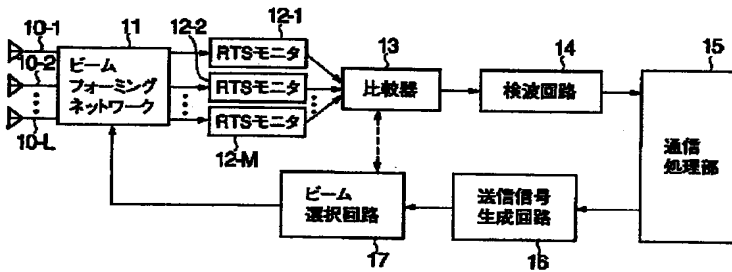 10-1
10-2
10-L
11
ビーム
フォーミング
ネットワーク
12-2
12-1
RTSモニタ
RTSモニタ
RTSモニタ
12-M
13
比較器
14
検波回路
15
通信
処理部
ビーム
選択回路
17
送信信号
生成回路
16